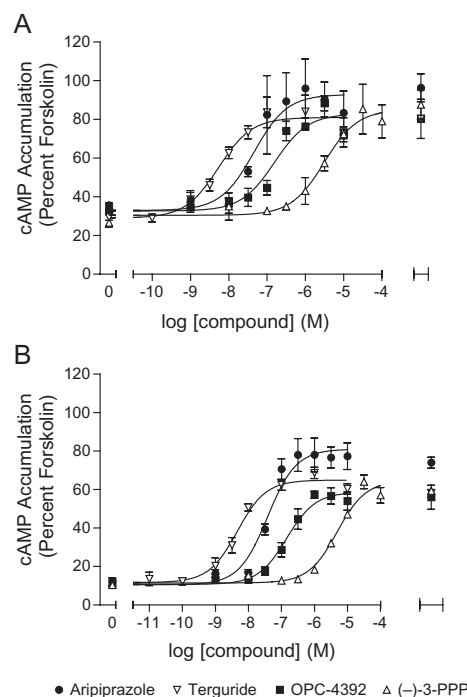 A
cAMP Accumulation
(Percent Forskolin)
120
100
80
60
40
20
0
0 -10 -9 -8 -7 -6 -5 -4
log [compound] (M)
B
cAMP Accumulation
(Percent Forskolin)
120
100
80
60
40
20
0
0 -11 -10 -9 -8 -7 -6 -5 -4
log [compound] (M)
Aripiprazole Terguride OPC-4392 (–)-3-PPP